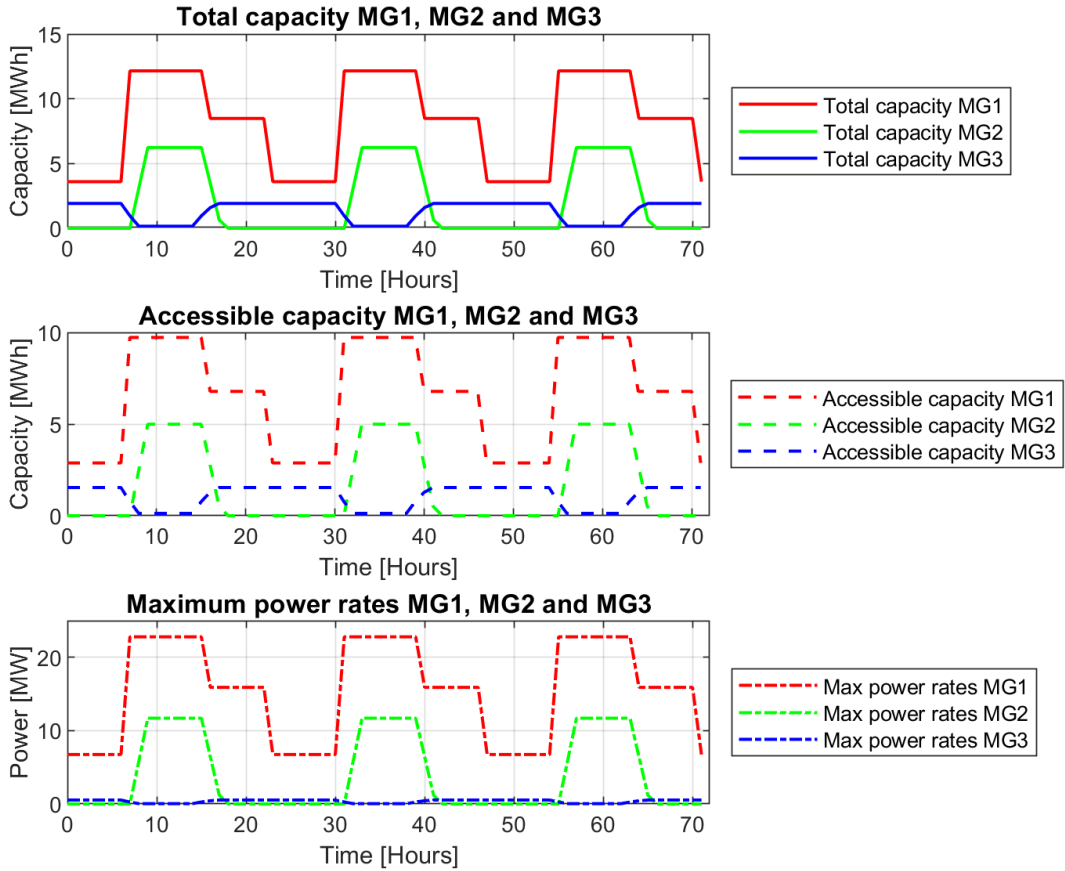 Total capacity MG1, MG2 and MG3
15
10
5
0
Capacity [MWh]
0 10 20 30 40 50 60 70
Time [Hours]
Total capacity MG1
Total capacity MG2
Total capacity MG3
Accessible capacity MG1, MG2 and MG3
10
5
0
Capacity [MWh]
0 10 20 30 40 50 60 70
Time [Hours]
Accessible capacity MG1
Accessible capacity MG2
Accessible capacity MG3
Maximum power rates MG1, MG2 and MG3
20
10
0
Power [MW]
0 10 20 30 40 50 60 70
Time [Hours]
Max power rates MG1
Max power rates MG2
Max power rates MG3